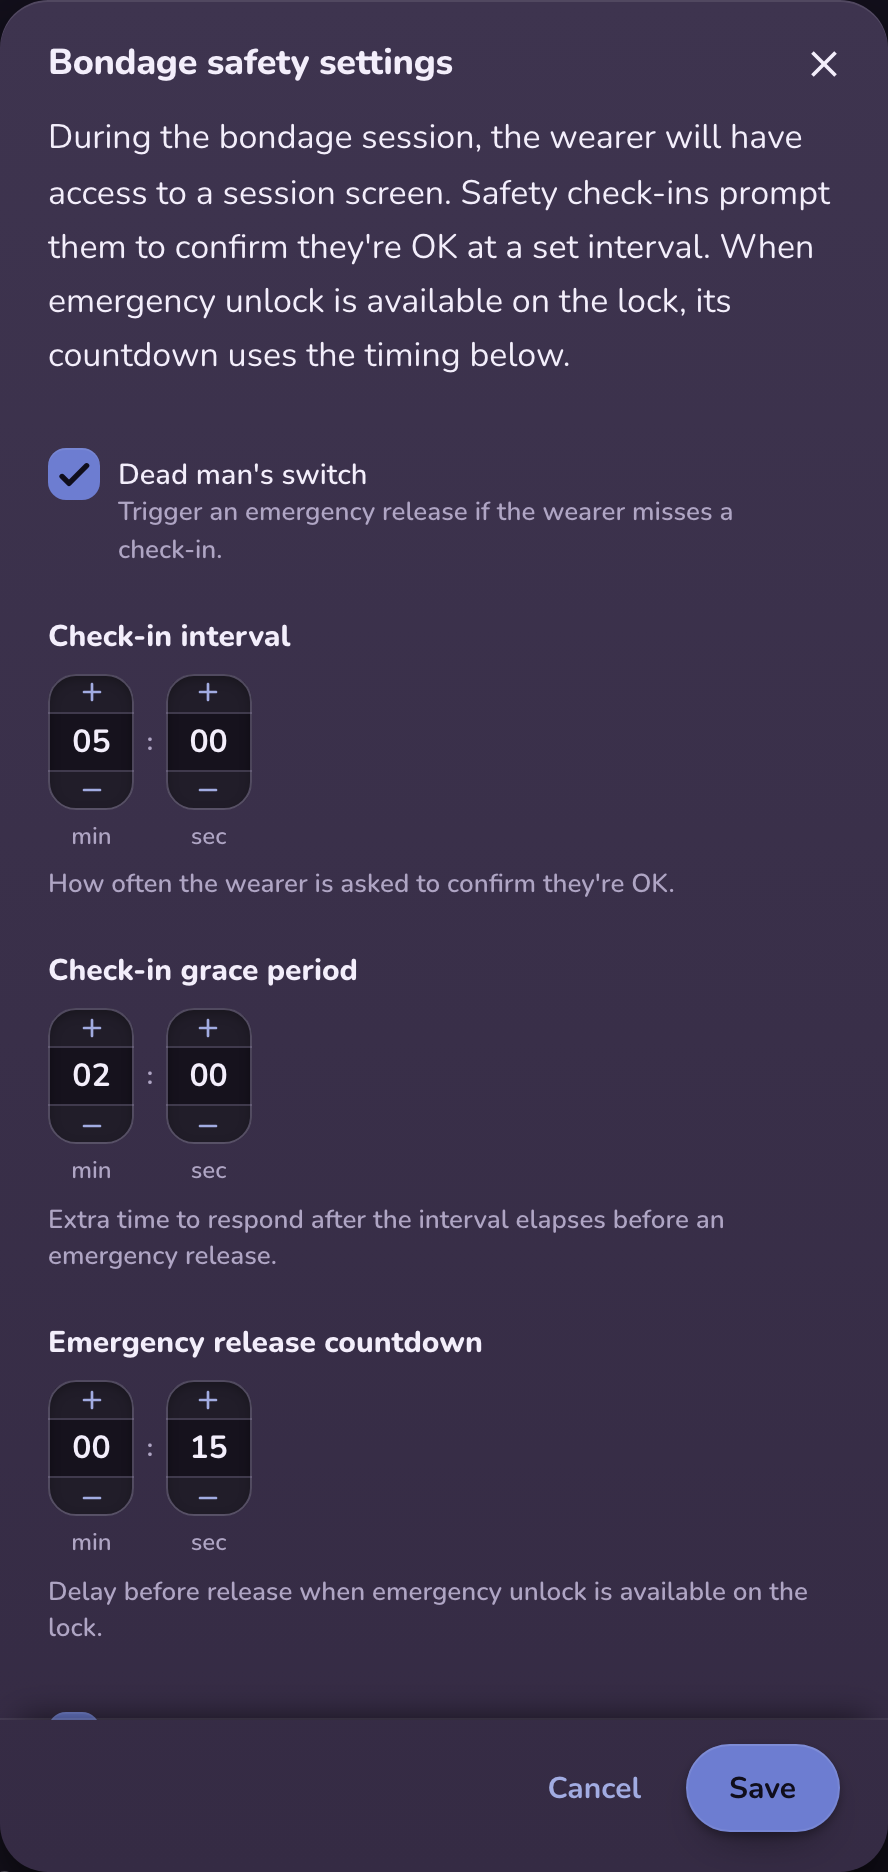 Bondage safety settings
During the bondage session, the wearer will have
access to a session screen. Safety check-ins prompt
them to confirm they're OK at a set interval. When
emergency unlock is available on the lock, its
countdown uses the timing below.
Dead man's switch
Trigger an emergency release if the wearer misses a
check-in.
Check-in interval
+ +
05 : 00
− −
min sec
How often the wearer is asked to confirm they're OK.
Check-in grace period
+ +
02 : 00
− −
min sec
Extra time to respond after the interval elapses before an
emergency release.
Emergency release countdown
+ +
00 : 15
− −
min sec
Delay before release when emergency unlock is available on the
lock.
Cancel Save